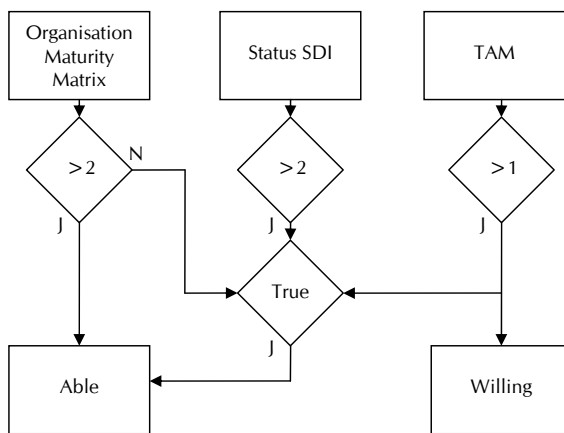 Organisation
Maturity
Matrix
Status SDI
TAM
>2
N
>2
>1
J
J
J
True
J
Able
Willing